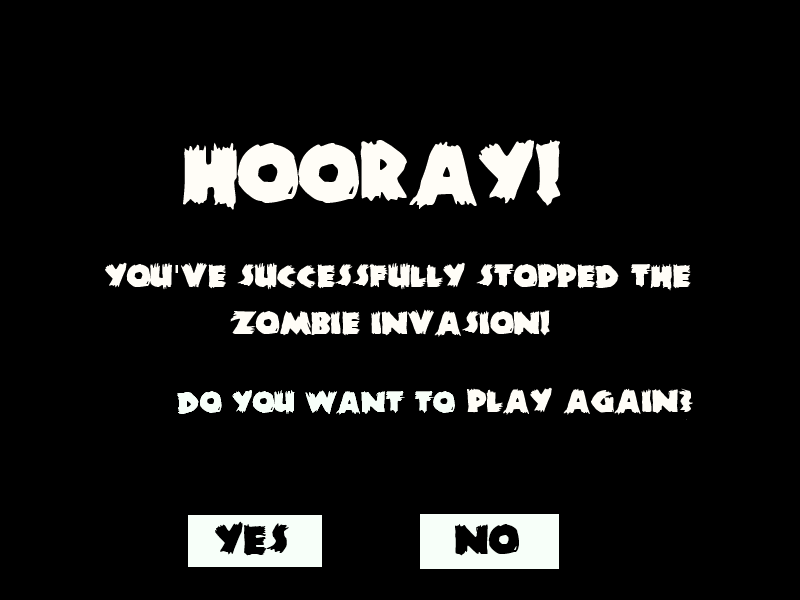 HOORAY!
YOU'VE SUCCESSFULLY STOPPED THE
ZOMBIE INVASION!
DO YOU WANT TO PLAY AGAIN?
YES NO